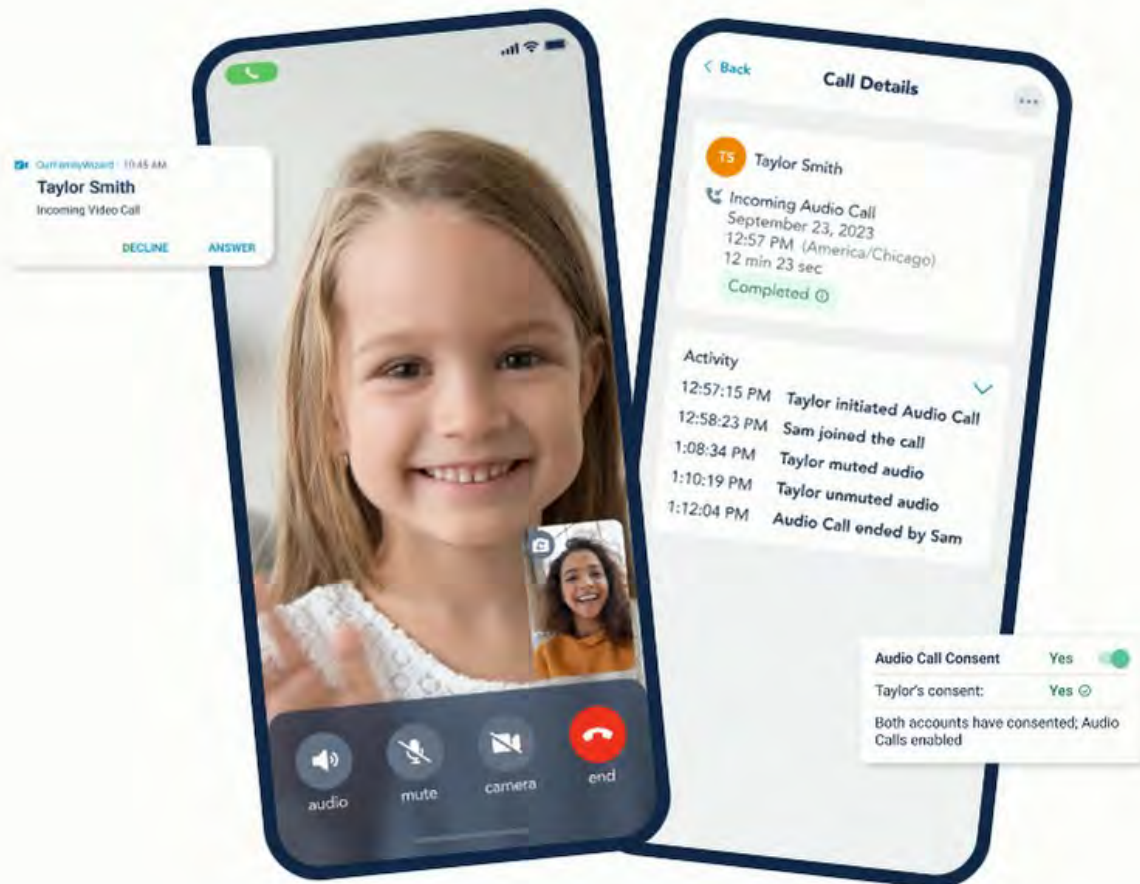 OurFamilyWizard · 10:45 AM
Taylor Smith
Incoming Video Call
DECLINE ANSWER
audio
mute
camera
end
Back
Call Details
TS
Taylor Smith
Incoming Audio Call
September 23, 2023
12:57 PM (America/Chicago)
12 min 23 sec
Completed
Activity
12:57:15 PM Taylor initiated Audio Call
12:58:23 PM Sam joined the call
1:08:34 PM Taylor muted audio
1:10:19 PM Taylor unmuted audio
1:12:04 PM Audio Call ended by Sam
Audio Call Consent Yes
Taylor's consent: Yes
Both accounts have consented; Audio
Calls enabled